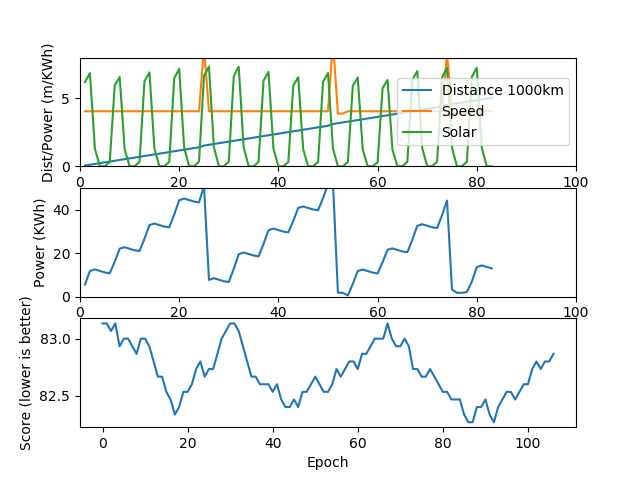 Dist/Power (m/KWh)
5
0
Distance 1000km
Speed
Solar
0 20 40 60 80 100
Power (KWh)
40
20
0
0 20 40 60 80 100
Score (lower is better)
83.0
82.5
0 20 40 60 80 100
Epoch